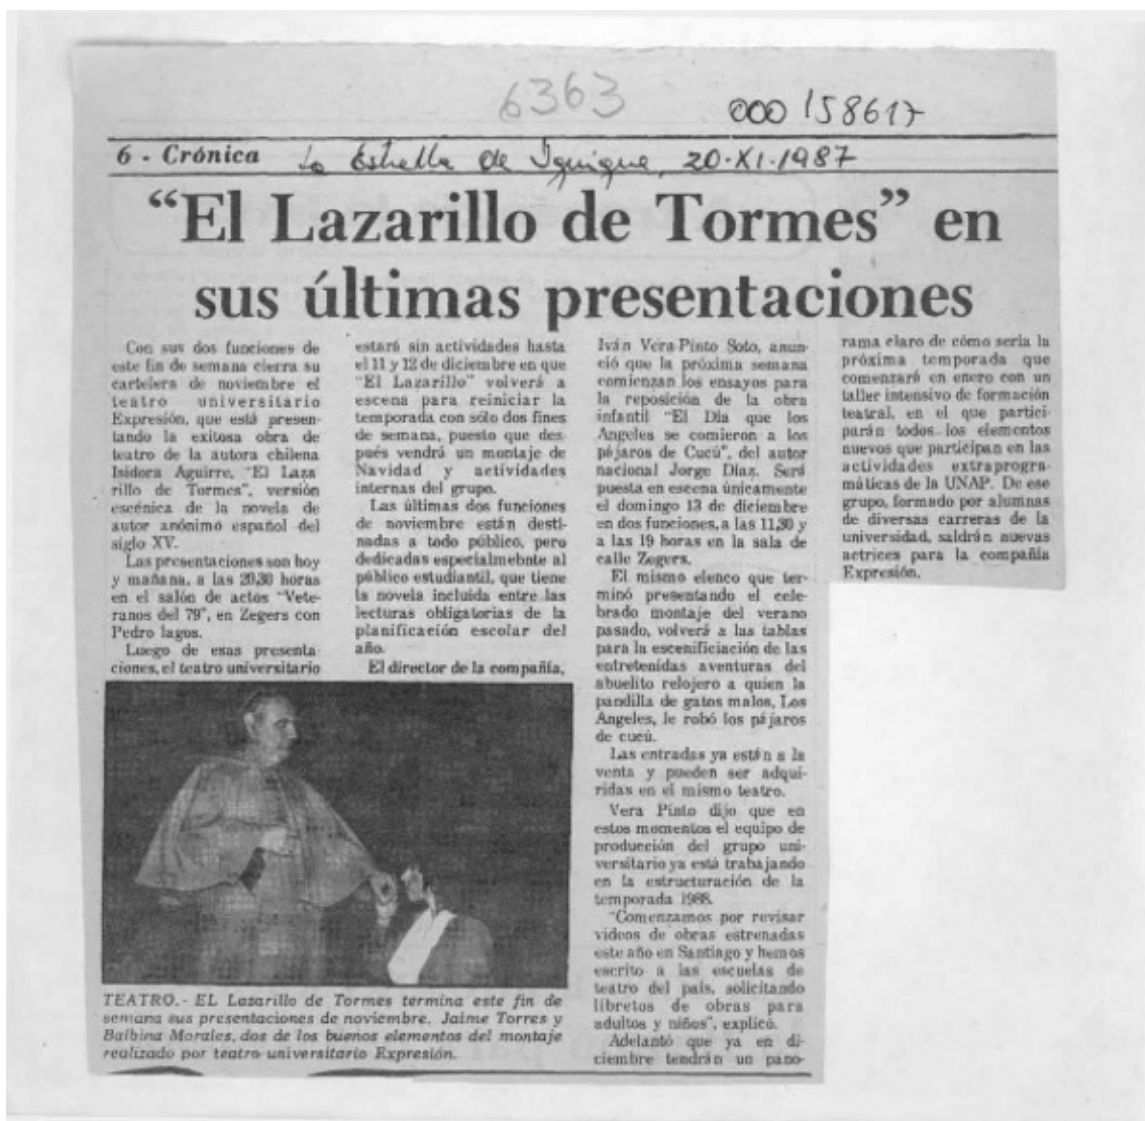 6363
000158617
6 - Crónica La Estrella de Iquique, 20-XI-1987
“El Lazarillo de Tormes” en
sus últimas presentaciones
Con sus dos funciones de
este fin de semana cierra su
cartelera de noviembre el
teatro universitario
Expresión, que está presen-
tando la exitosa obra de
teatro de la autora chilena
Isidora Aguirre, "El Laza
rillo de Tormes", versión
escénica de la novela de
autor anónimo español del
siglo XV.
Las presentaciones son hoy
y mañana, a las 20,30 horas
en el salón de actos "Vete-
ranos del 79", en Zegers con
Pedro lagos.
Luego de esas presenta-
ciones, el teatro universitario
estará sin actividades hasta
el 11 y 12 de diciembre en que
"El Lazarillo" volverá a
escena para reiniciar la
temporada con sólo dos fines
de semana, puesto que des-
pués vendrá un montaje de
Navidad y actividades
internas del grupo.
Las últimas dos funciones
de noviembre están desti-
nadas a todo público, pero
dedicadas especialmebnte al
público estudiantil, que tiene
la novela incluida entre las
lecturas obligatorias de la
planificación escolar del
año.
El director de la compañía,
Iván Vera-Pinto Soto, anun-
ció que la próxima semana
comienzan los ensayos para
la reposición de la obra
infantil "El Día que los
Angeles se comieron a los
pájaros de Cucú", del autor
nacional Jorge Díaz. Será
puesta en escena únicamente
el domingo 13 de diciembre
en dos funciones, a las 11,30 y
a las 19 horas en la sala de
calle Zegers.
El mismo elenco que ter-
minó presentando el cele-
brado montaje del verano
pasado, volverá a las tablas
para la escenificiación de las
entretenidas aventuras del
abuelito relojero a quien la
pandilla de gatos malos, Los
Angeles, le robó los pájaros
de cucú.
Las entradas ya están a la
venta y pueden ser adqui-
ridas en el mismo teatro.
Vera Pinto dijo que en
estos momentos el equipo de
producción del grupo uni-
versitario ya está trabajando
en la estructuración de la
temporada 1988.
"Comenzamos por revisar
videos de obras estrenadas
este año en Santiago y hemos
escrito a las escuelas de
teatro del país, solicitando
libretos de obras para
adultos y niños", explicó.
Adelantó que ya en di-
ciembre tendrán un pano-
rama claro de cómo sería la
próxima temporada que
comenzará en enero con un
taller intensivo de formación
teatral, en el que partici-
parán todos los elementos
nuevos que participan en las
actividades extraprogra-
máticas de la UNAP. De ese
grupo, formado por alumnas
de diversas carreras de la
universidad, saldrán nuevas
actrices para la compañía
Expresión.
TEATRO.- EL Lazarillo de Tormes termina este fin de
semana sus presentaciones de noviembre. Jaime Torres y
Balbina Morales, dos de los buenos elementos del montaje
realizado por teatro universitario Expresión.